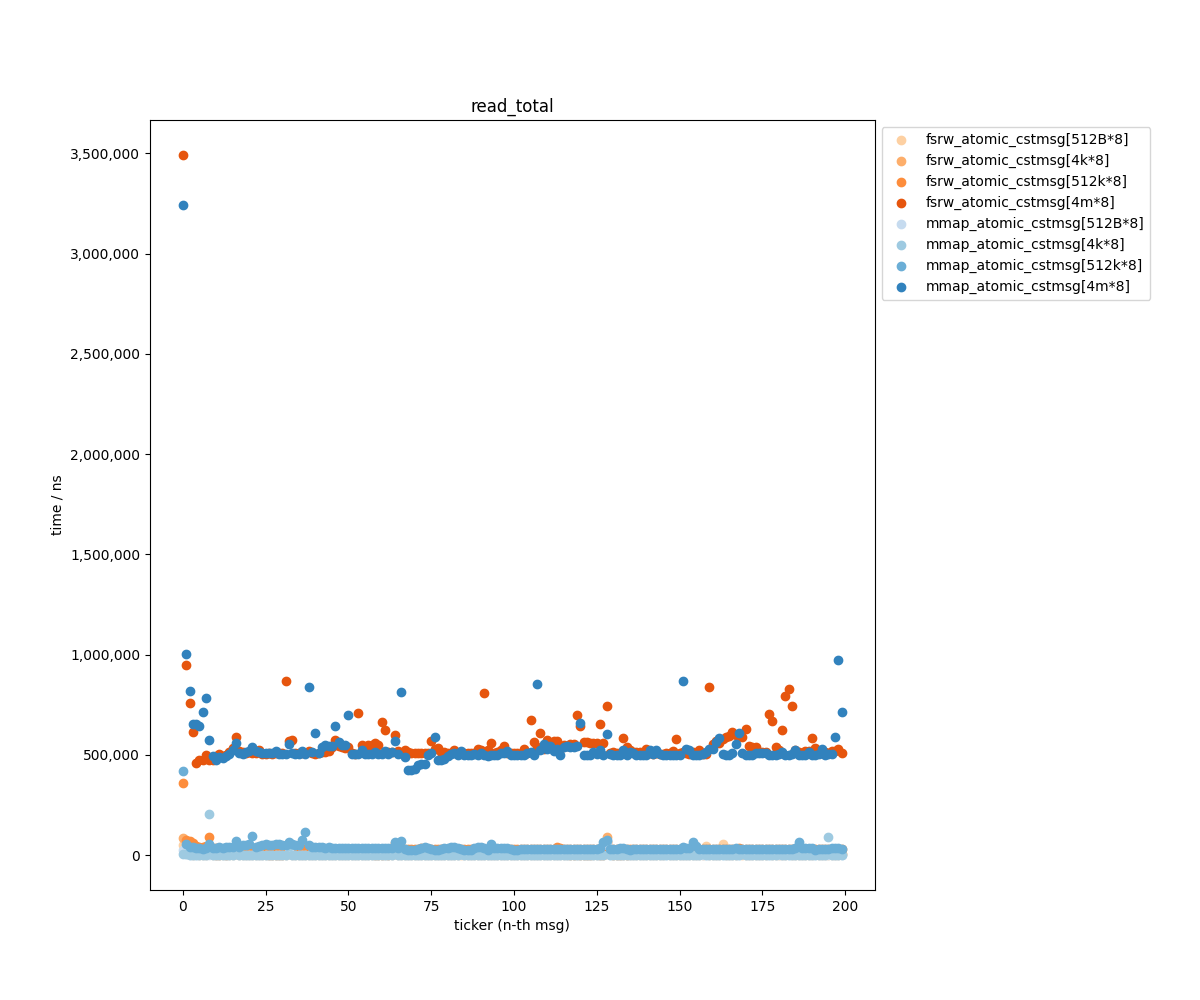 read_total
3,500,000
3,000,000
2,500,000
2,000,000
1,500,000
1,000,000
500,000
0
time / ns
0 25 50 75 100 125 150 175 200
ticker (n-th msg)
fsrw_atomic_cstmsg[512B*8]
fsrw_atomic_cstmsg[4k*8]
fsrw_atomic_cstmsg[512k*8]
fsrw_atomic_cstmsg[4m*8]
mmap_atomic_cstmsg[512B*8]
mmap_atomic_cstmsg[4k*8]
mmap_atomic_cstmsg[512k*8]
mmap_atomic_cstmsg[4m*8]